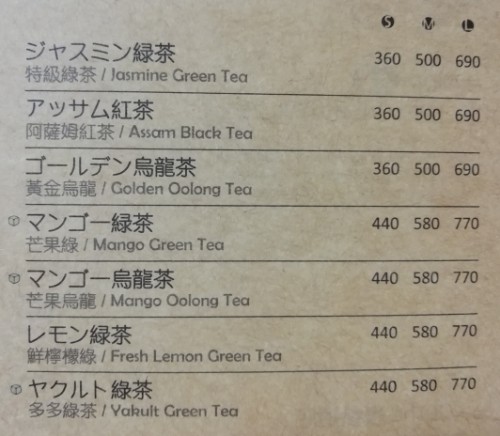 S M L
ジャスミン緑茶 360 500 690
特級綠茶 / Jasmine Green Tea
アッサム紅茶 360 500 690
阿薩姆紅茶 / Assam Black Tea
ゴールデン烏龍茶 360 500 690
黃金烏龍 / Golden Oolong Tea
マンゴー緑茶 440 580 770
芒果綠 / Mango Green Tea
マンゴー烏龍茶 440 580 770
芒果烏龍 / Mango Oolong Tea
レモン緑茶 440 580 770
鮮檸檬綠 / Fresh Lemon Green Tea
ヤクルト緑茶 440 580 770
多多綠茶 / Yakult Green Tea